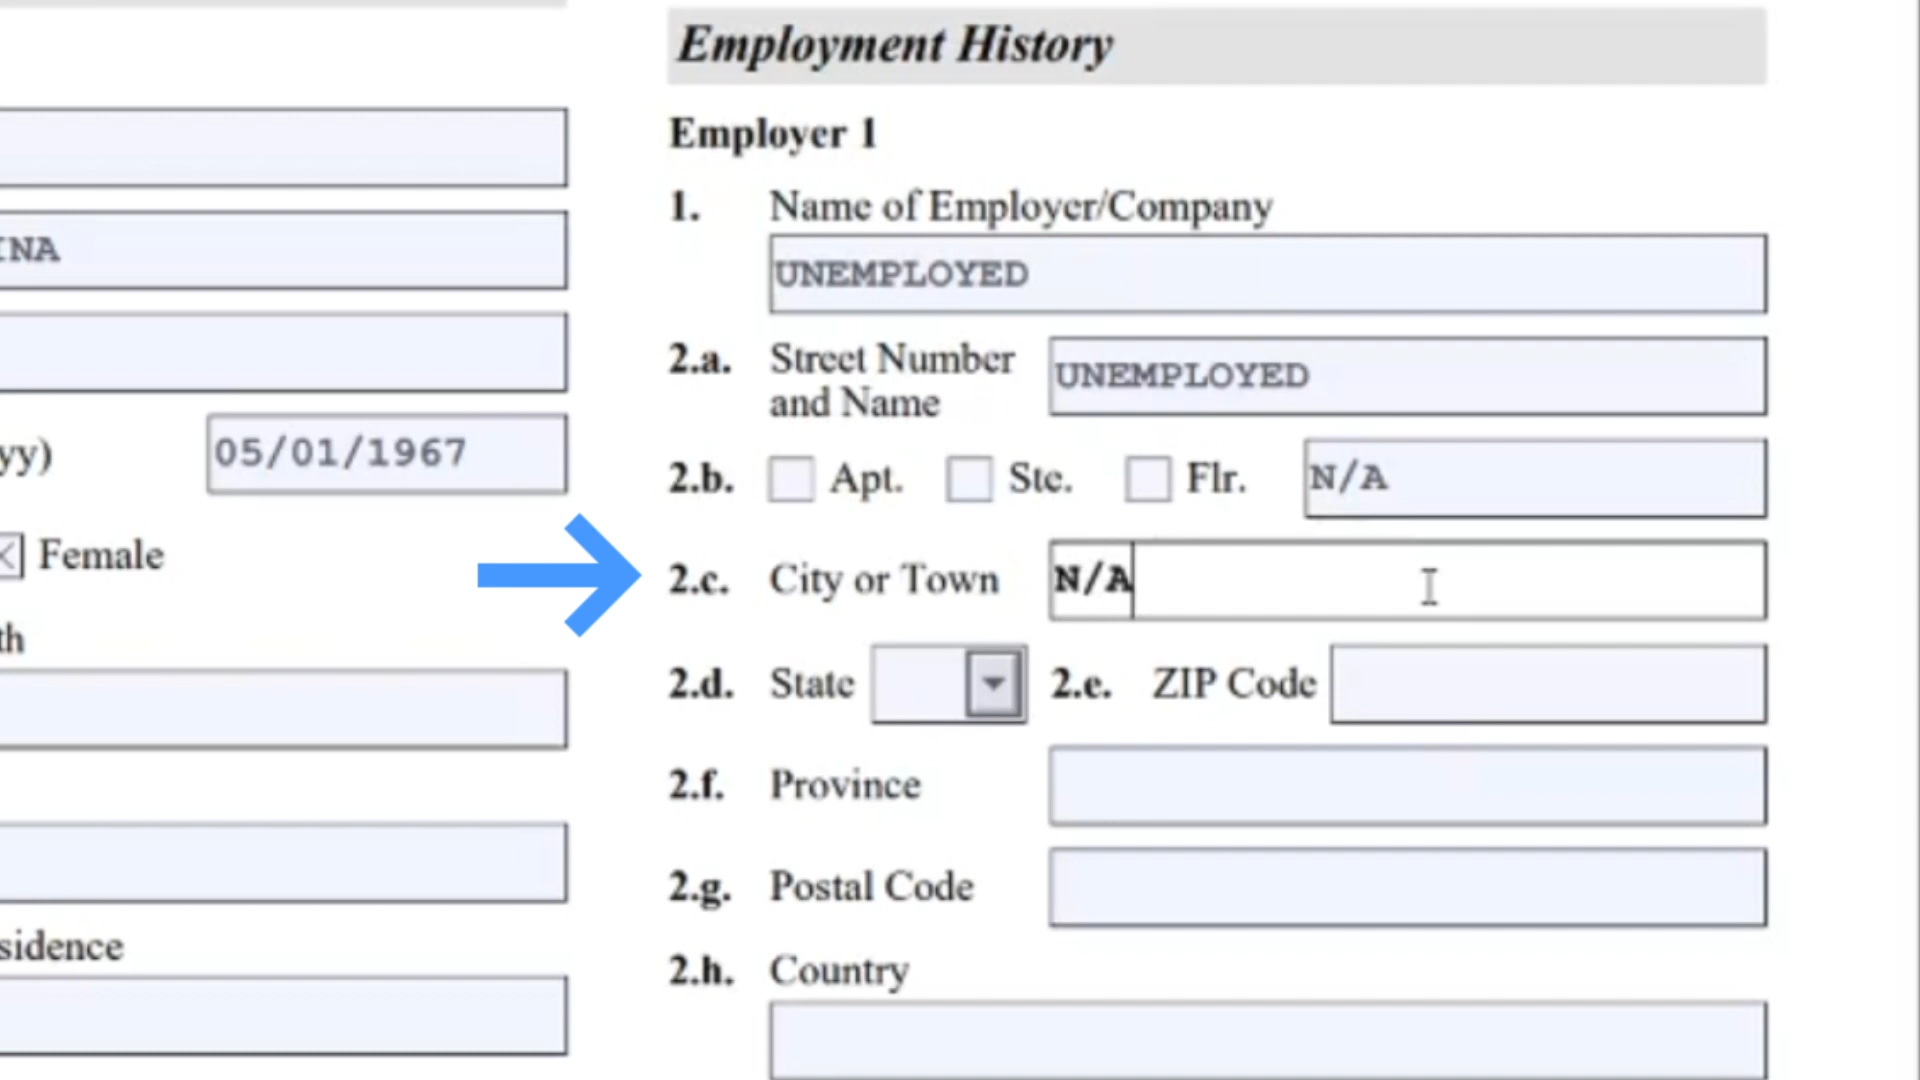 INA
yy) 05/01/1967
Female
th
sidence
Employment History
Employer 1
1. Name of Employer/Company
UNEMPLOYED
2.a. Street Number and Name UNEMPLOYED
2.b. Apt. Ste. Flr. N/A
2.c. City or Town N/A
2.d. State 2.e. ZIP Code
2.f. Province
2.g. Postal Code
2.h. Country